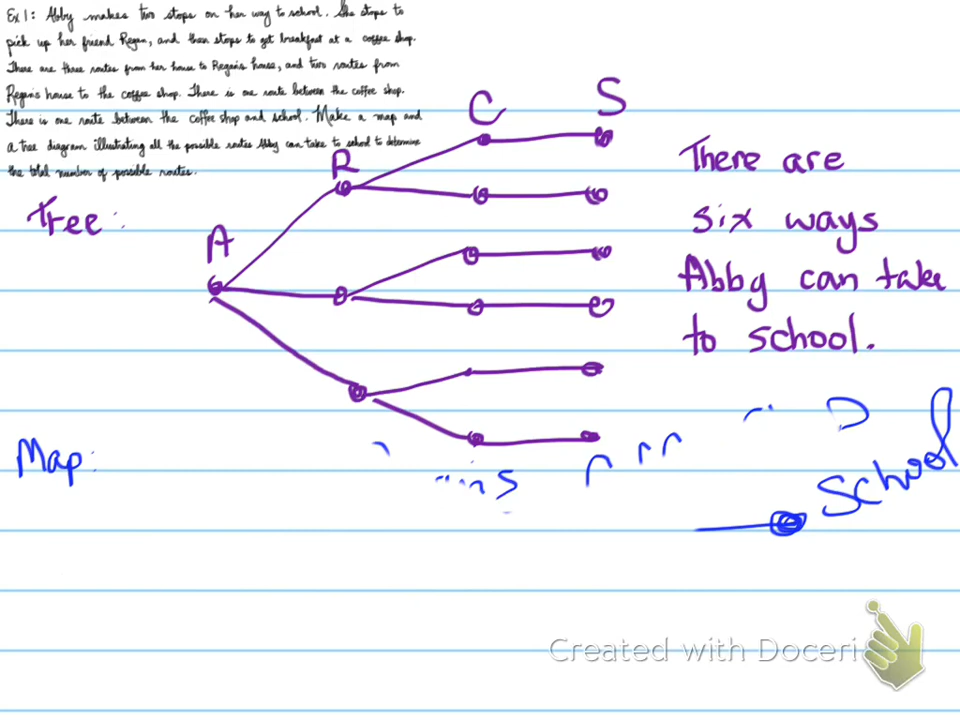 Ex 1: Abby makes two stops on her way to school. She stops to
pick up her friend Regan, and then stops to get breakfast at a coffee shop.
There are three routes from her house to Regan's house, and two routes from
Regan's house to the coffee shop. There is one route between the coffee shop.
There is one route between the coffee shop and school. Make a map and
a tree diagram illustrating all the possible routes Abby can take to school to determine
the total number of possible routes.
Tree:
A
R
C
S
There are
six ways
Abby can take
to school.
Map:
School
Created with Doceri